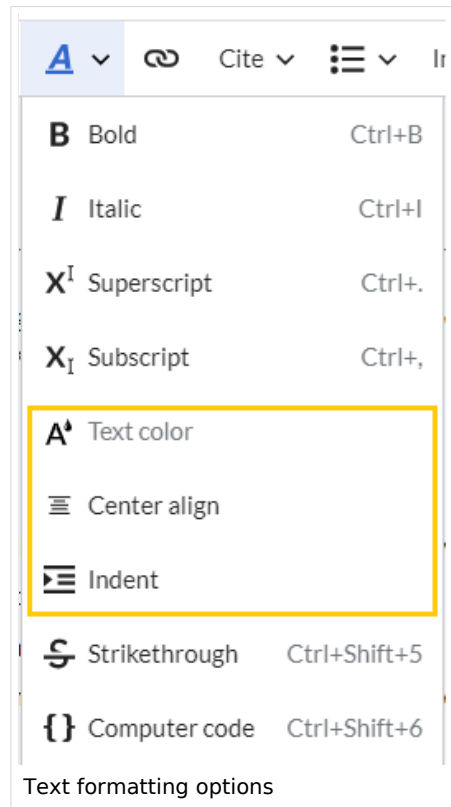 A Cite
B Bold Ctrl+B
I Italic Ctrl+I
X^I Superscript Ctrl+.
X_I Subscript Ctrl+,
A Text color
Center align
Indent
S Strikethrough Ctrl+Shift+5
{} Computer code Ctrl+Shift+6
Text formatting options